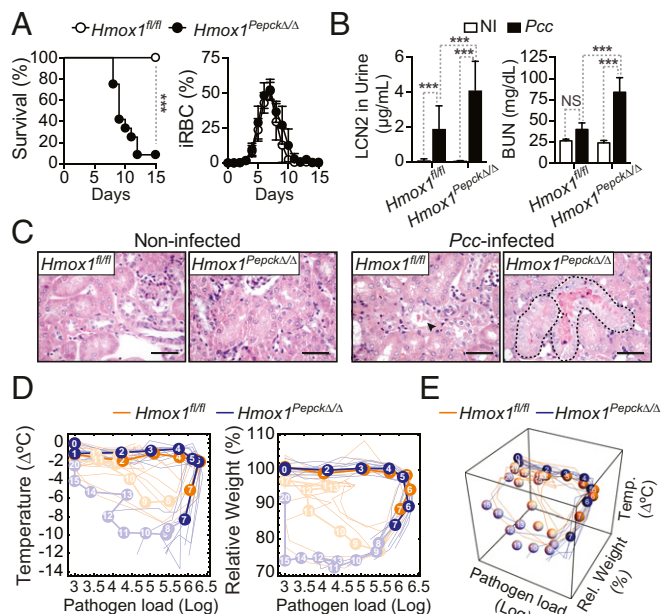 A
Hmox1fl/fl Hmox1PepckΔ/Δ
Survival (%)
100
80
60
40
20
0
***
0 5 10 15
Days
iRBC (%)
75
50
25
0
0 5 10 15
Days
B
NI Pcc
LCN2 in Urine (µg/mL)
6
4
2
0
***
***
***
Hmox1fl/fl
Hmox1PepckΔ/Δ
BUN (mg/dL)
150
100
50
0
NS
***
***
Hmox1fl/fl
Hmox1PepckΔ/Δ
C
Non-infected
Pcc-infected
Hmox1fl/fl
Hmox1PepckΔ/Δ
Hmox1fl/fl
Hmox1PepckΔ/Δ
D
Hmox1fl/fl Hmox1PepckΔ/Δ
Temperature (ΔºC)
0
-2
-4
-6
-8
-10
-12
-14
3 3.5 4 4.5 5 5.5 6 6.5
Pathogen load (Log)
Relative Weight (%)
110
100
90
80
70
3 3.5 4 4.5 5 5.5 6 6.5
Pathogen load (Log)
E
Hmox1fl/fl Hmox1PepckΔ/Δ
Temp. (ΔºC)
Rel. Weight (%)
Pathogen load (Log)